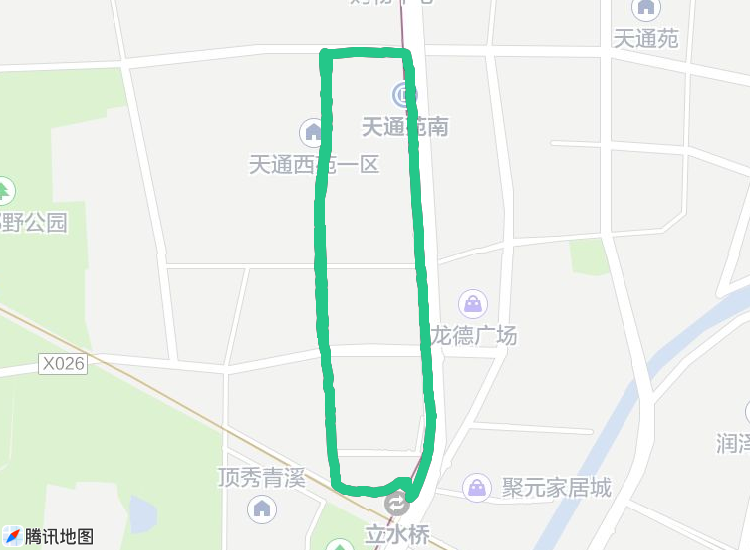 天通苑
天通苑南
天通西苑一区
野公园
龙德广场
X026
润泽
顶秀青溪
聚元家居城
立水桥
腾讯地图